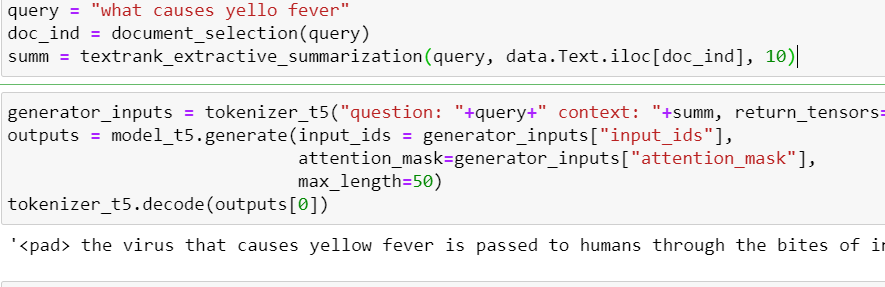 query = "what causes yello fever"
doc_ind = document_selection(query)
summ = textrank_extractive_summarization(query, data.Text.iloc[doc_ind], 10)
generator_inputs = tokenizer_t5("question: "+query+" context: "+summ, return_tensors=
outputs = model_t5.generate(input_ids = generator_inputs["input_ids"],
attention_mask=generator_inputs["attention_mask"],
max_length=50)
tokenizer_t5.decode(outputs[0])
'<pad> the virus that causes yellow fever is passed to humans through the bites of